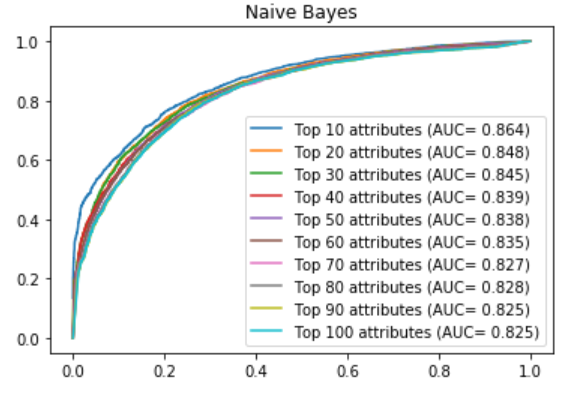 Naive Bayes
1.0
0.8
0.6
0.4
0.2
0.0
Top 10 attributes (AUC= 0.864)
Top 20 attributes (AUC= 0.848)
Top 30 attributes (AUC= 0.845)
Top 40 attributes (AUC= 0.839)
Top 50 attributes (AUC= 0.838)
Top 60 attributes (AUC= 0.835)
Top 70 attributes (AUC= 0.827)
Top 80 attributes (AUC= 0.828)
Top 90 attributes (AUC= 0.825)
Top 100 attributes (AUC= 0.825)
0.0 0.2 0.4 0.6 0.8 1.0